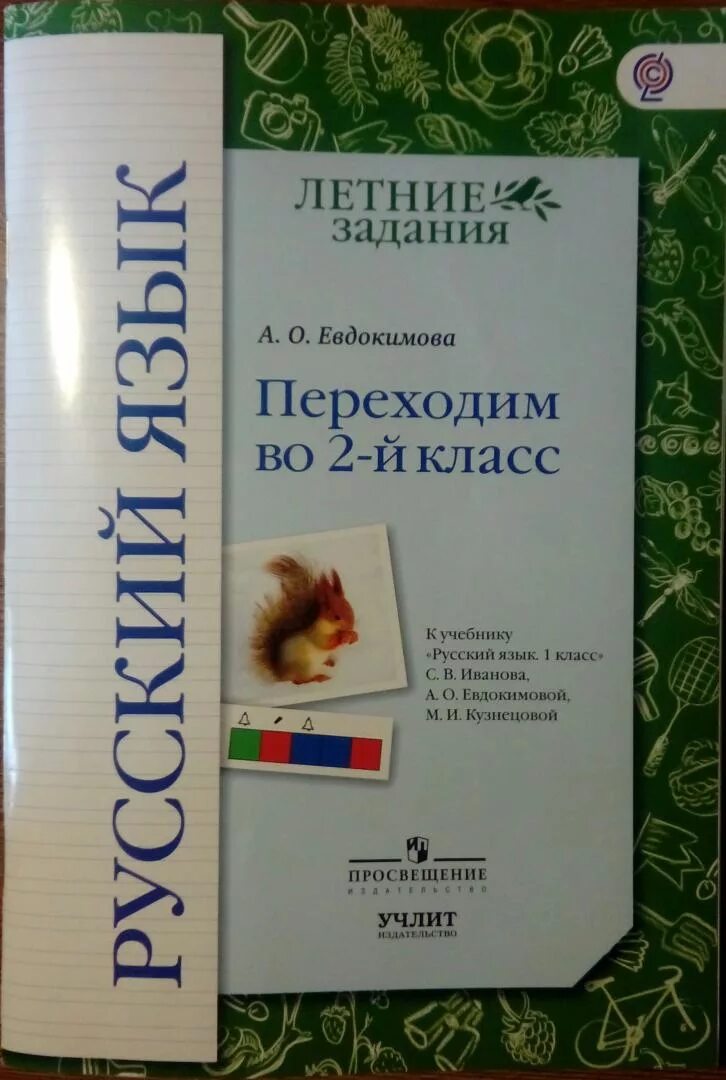 РУССКИЙ ЯЗЫК
ЛЕТНИЕ
задания
А. О. Евдокимова
Переходим
во 2-й класс
К учебнику
«Русский язык. 1 класс»
С. В. Иванова,
А. О. Евдокимовой,
М. И. Кузнецовой
ПРОСВЕЩЕНИЕ
ИЗДАТЕЛЬСТВО
УЧЛИТ
ИЗДАТЕЛЬСТВО